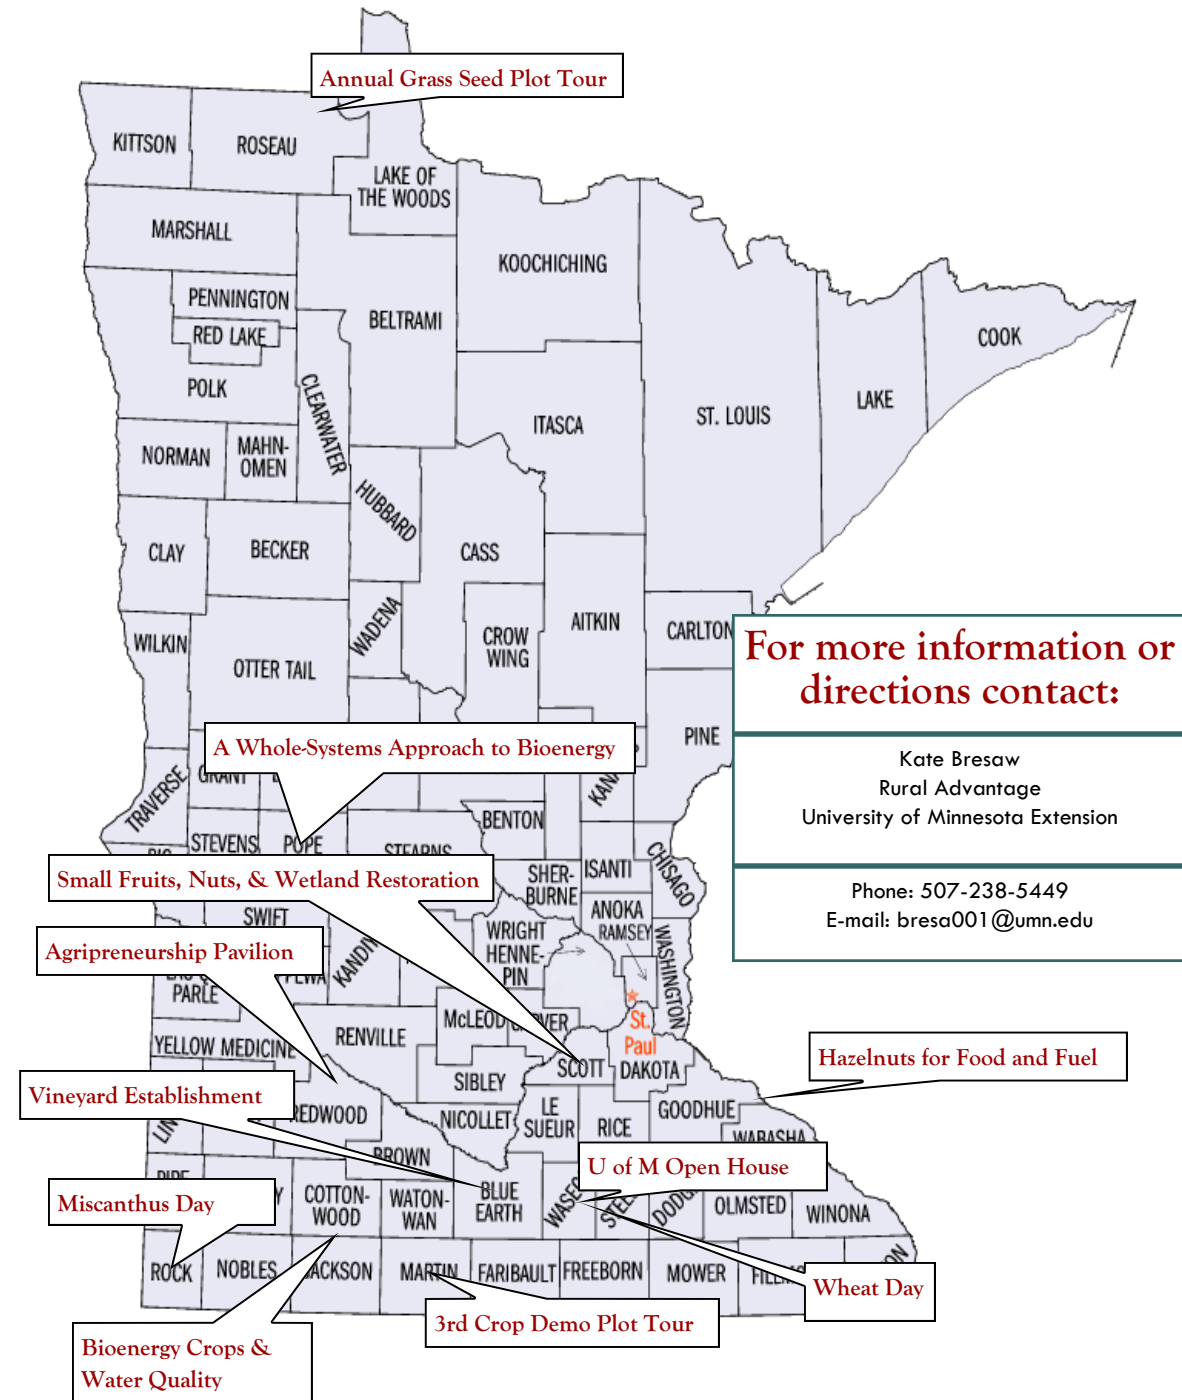 Annual Grass Seed Plot Tour
KITTSON
ROSEAU
LAKE OF
THE WOODS
MARSHALL
KOOCHICHING
PENNINGTON
BELTRAMI
RED LAKE
COOK
POLK
CLEARWATER
LAKE
ST. LOUIS
ITASCA
NORMAN
MAHN-
OMEN
HUBBARD
CLAY
BECKER
CASS
WADENA
AITKIN
CARLTON
WILKIN
CROW
WING
OTTER TAIL
For more information or
directions contact:
Kate Bresaw
Rural Advantage
University of Minnesota Extension
Phone: 507-238-5449
E-mail: bresa001@umn.edu
PINE
A Whole-Systems Approach to Bioenergy
GRANT
TRAVERSE
BENTON
STEVENS
POPE
STEARNS
ISANTI
CHISAGO
SHER-
BURNE
Small Fruits, Nuts, & Wetland Restoration
ANOKA
RAMSEY
SWIFT
WRIGHT
HENNE-
PIN
WASHINGTON
Agripreneurship Pavilion
PARLE
McLEOD
St.
Paul
RENVILLE
YELLOW MEDICINE
Hazelnuts for Food and Fuel
SCOTT
DAKOTA
SIBLEY
Vineyard Establishment
REDWOOD
NICOLLET
LE
SUEUR
RICE
GOODHUE
WABASHA
BROWN
U of M Open House
Miscanthus Day
COTTON-
WOOD
WATON-
WAN
BLUE
EARTH
OLMSTED
WINONA
ROCK
NOBLES
JACKSON
MARTIN
FARIBAULT
FREEBORN
MOWER
Wheat Day
3rd Crop Demo Plot Tour
Bioenergy Crops &
Water Quality